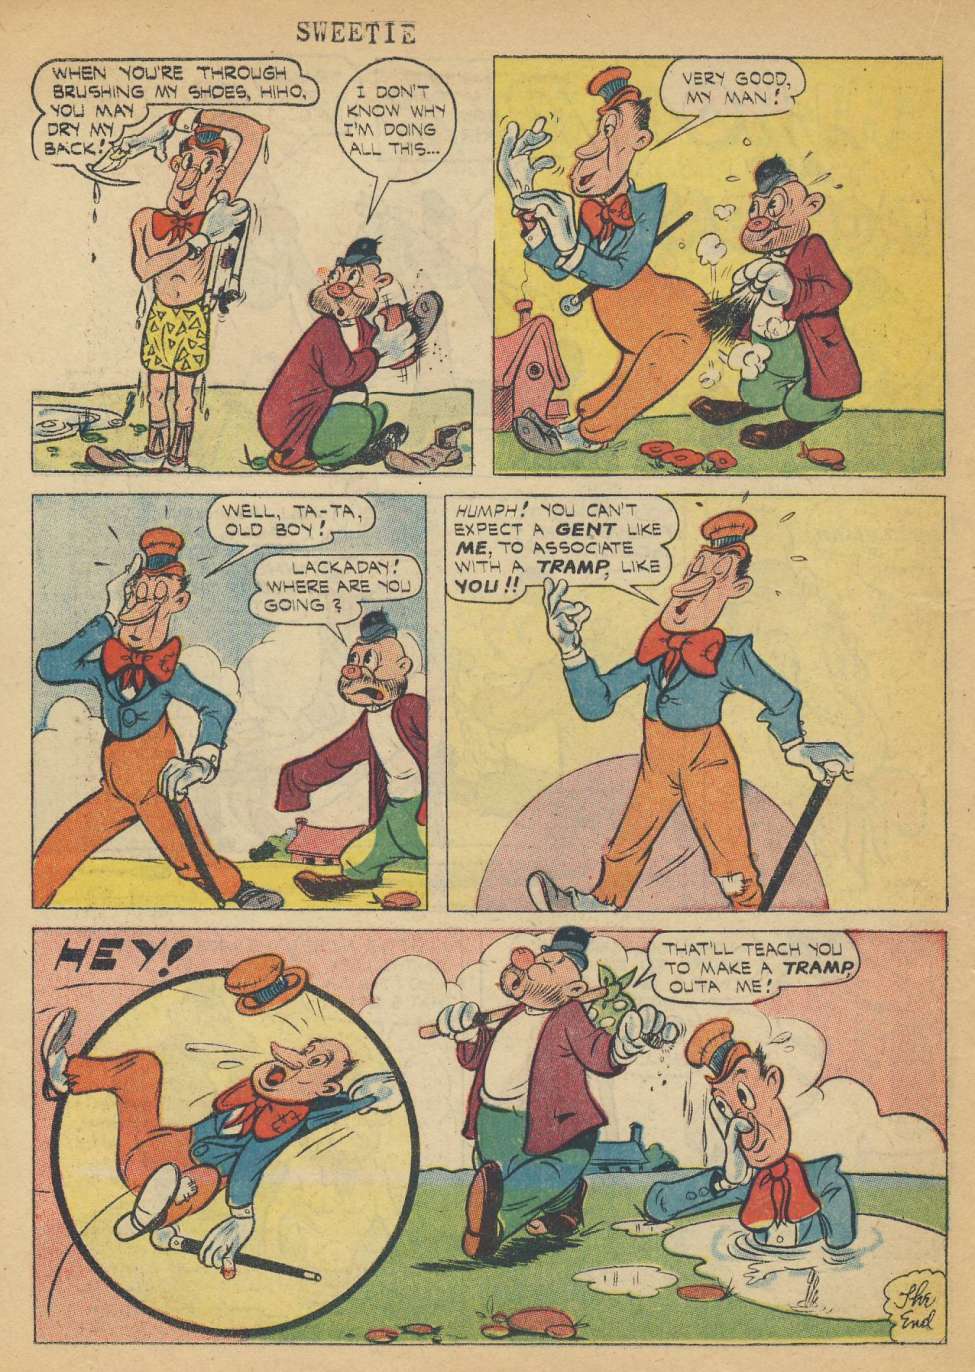 SWEETIE
WHEN YOU'RE THROUGH
BRUSHING MY SHOES, HIHO,
YOU MAY
DRY MY
BACK!
I DON'T
KNOW WHY
I'M DOING
ALL THIS...
VERY GOOD,
MY MAN!
WELL, TA-TA,
OLD BOY!
LACKADAY!
WHERE ARE YOU
GOING?
HUMPH! YOU CAN'T
EXPECT A GENT LIKE
ME, TO ASSOCIATE
WITH A TRAMP, LIKE
YOU!!
HEY!
THAT'LL TEACH YOU
TO MAKE A TRAMP,
OUTA ME!
The
End